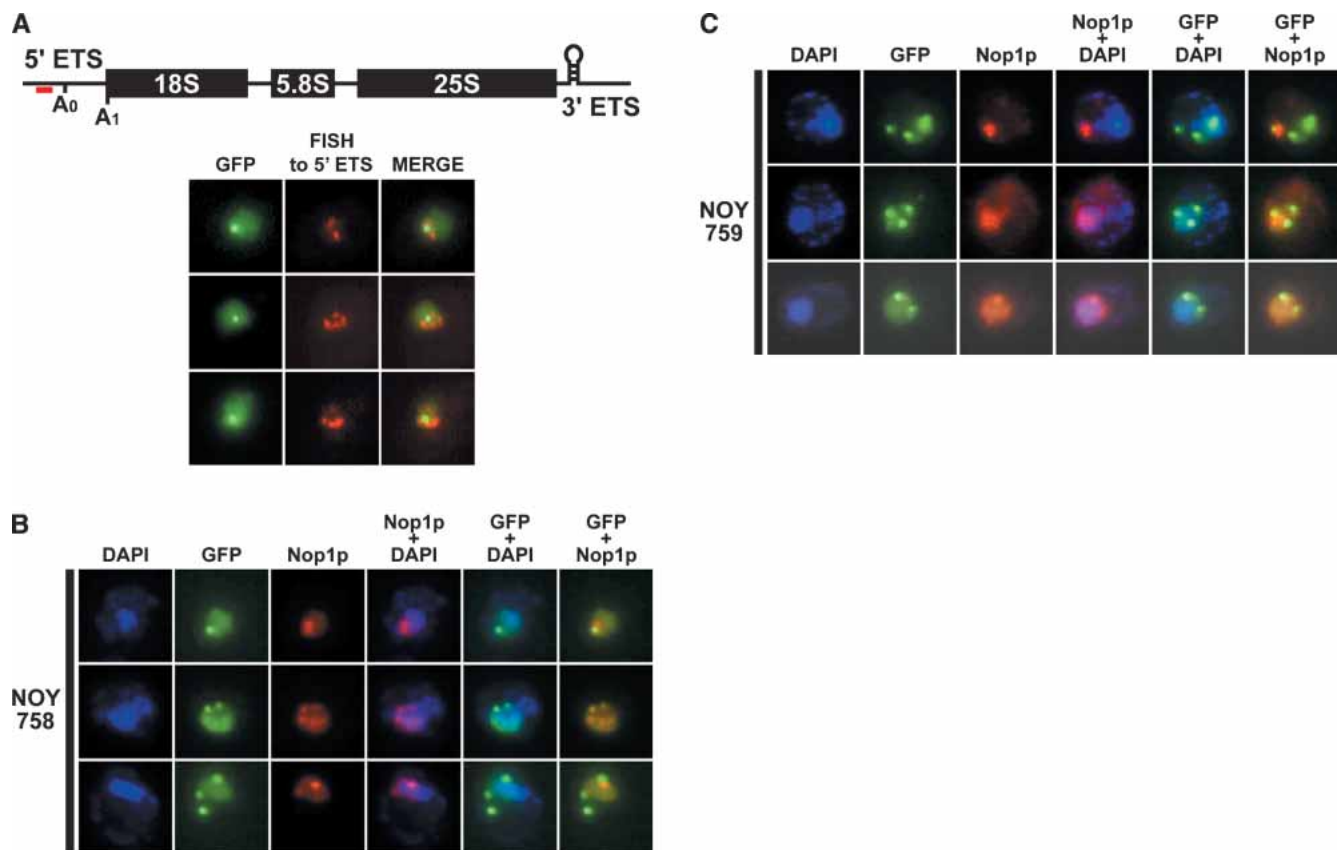 A
5' ETS
18S
5.8S
25S
A0
A1
3' ETS
FISH
GFP to 5' ETS MERGE
B
Nop1p GFP GFP
+ + +
DAPI GFP Nop1p DAPI DAPI Nop1p
NOY
758
C
Nop1p GFP GFP
+ + +
DAPI GFP Nop1p DAPI DAPI Nop1p
NOY
759